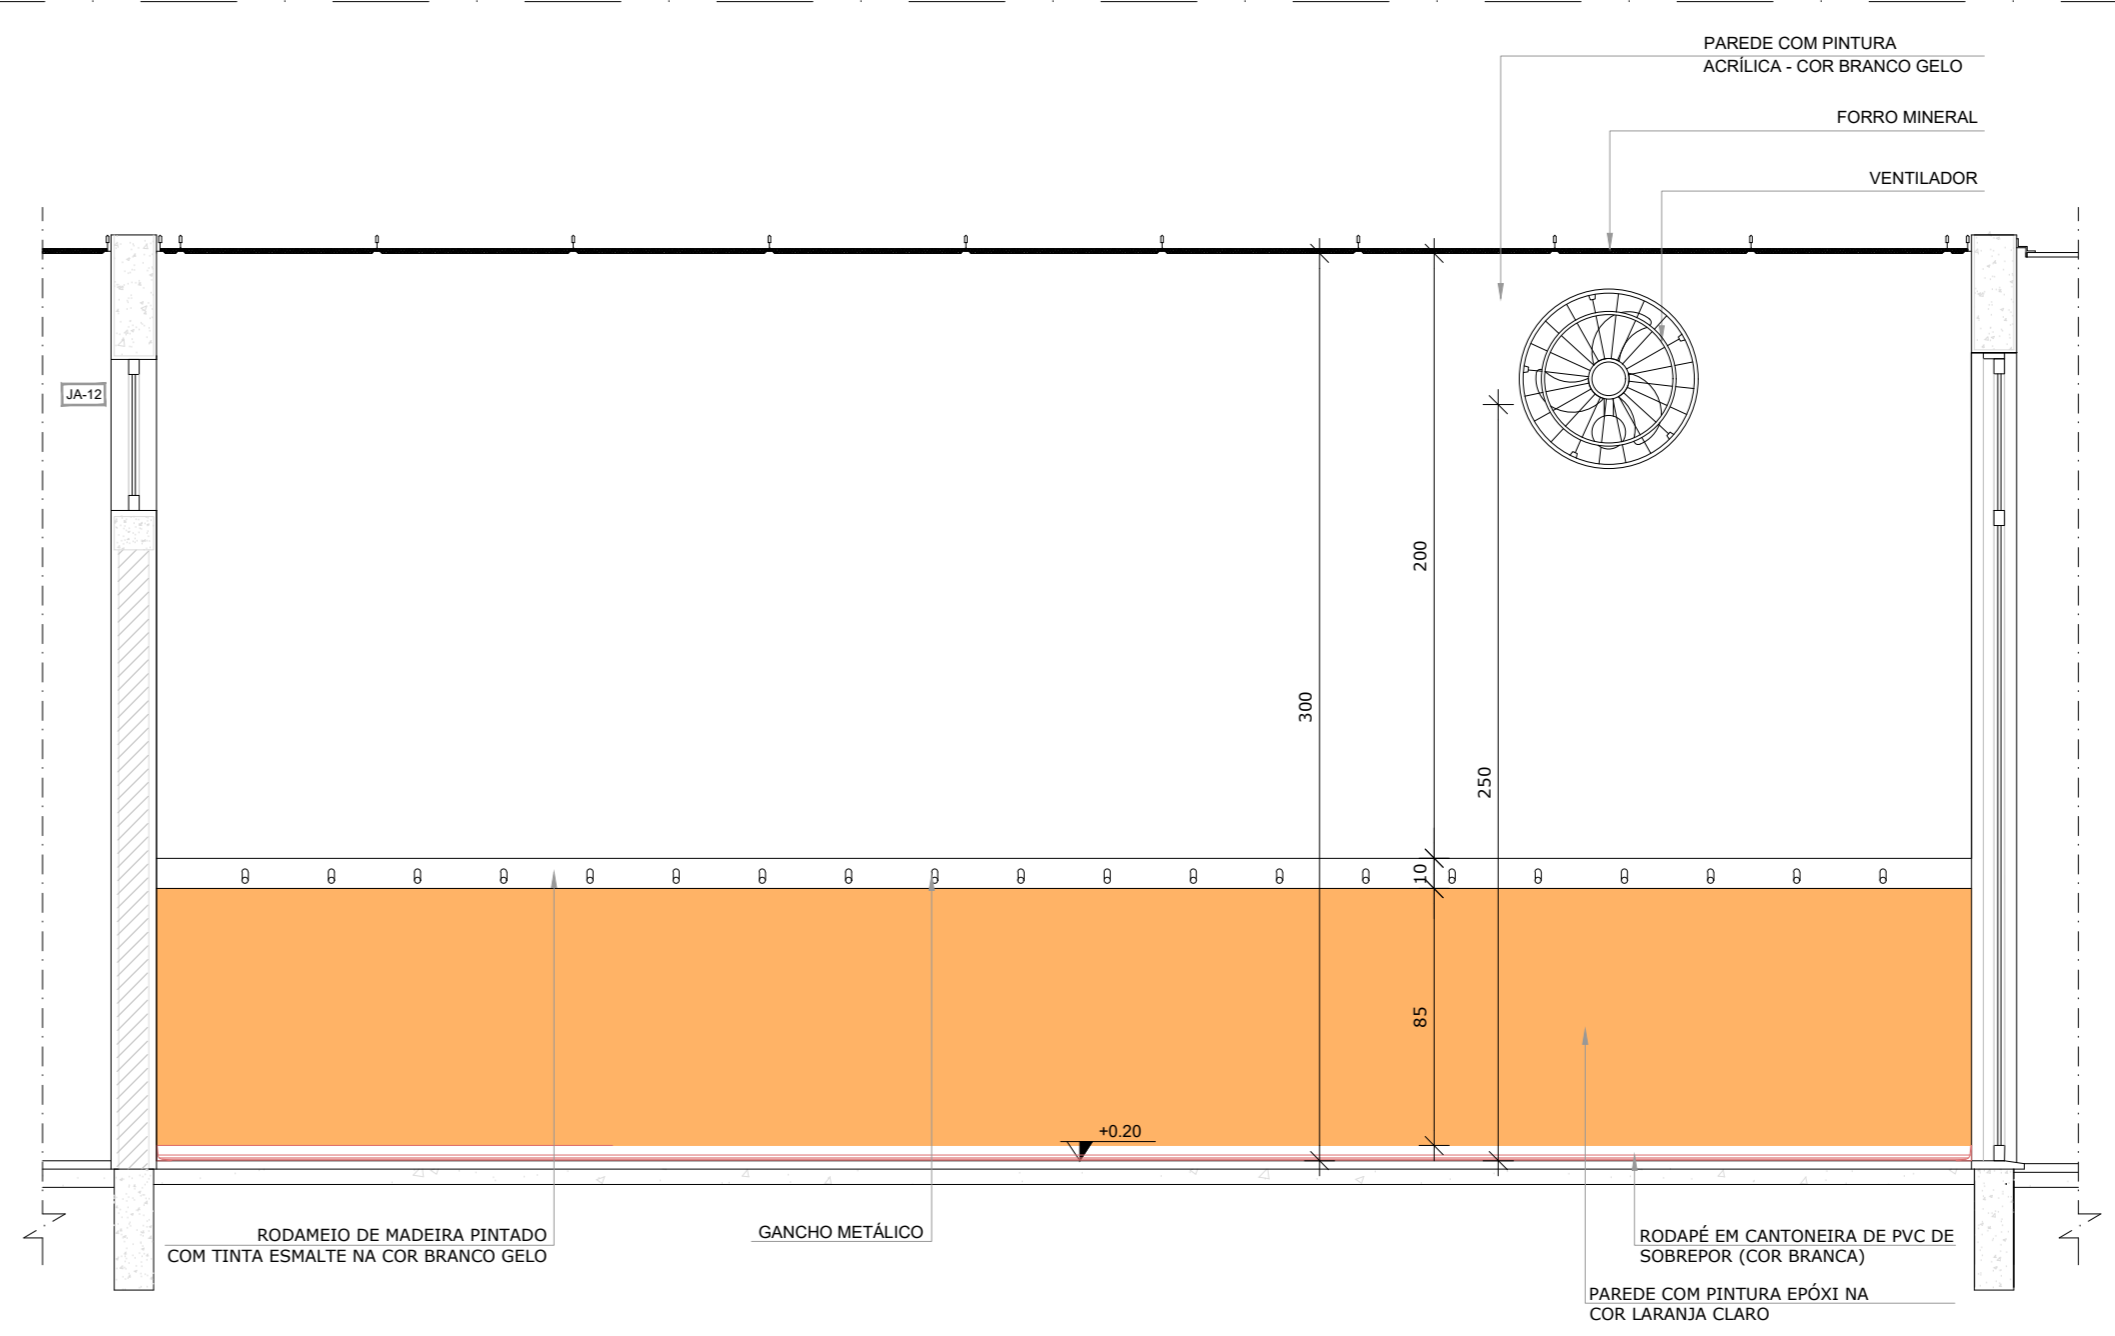 PAREDE COM PINTURA
ACRÍLICA - COR BRANCO GELO
FORRO MINERAL
VENTILADOR
JA-12
200
300
250
10
85
+0.20
RODAMEIO DE MADEIRA PINTADO
COM TINTA ESMALTE NA COR BRANCO GELO
GANCHO METÁLICO
RODAPÉ EM CANTONEIRA DE PVC DE
SOBREPOR (COR BRANCA)
PAREDE COM PINTURA EPÓXI NA
COR LARANJA CLARO